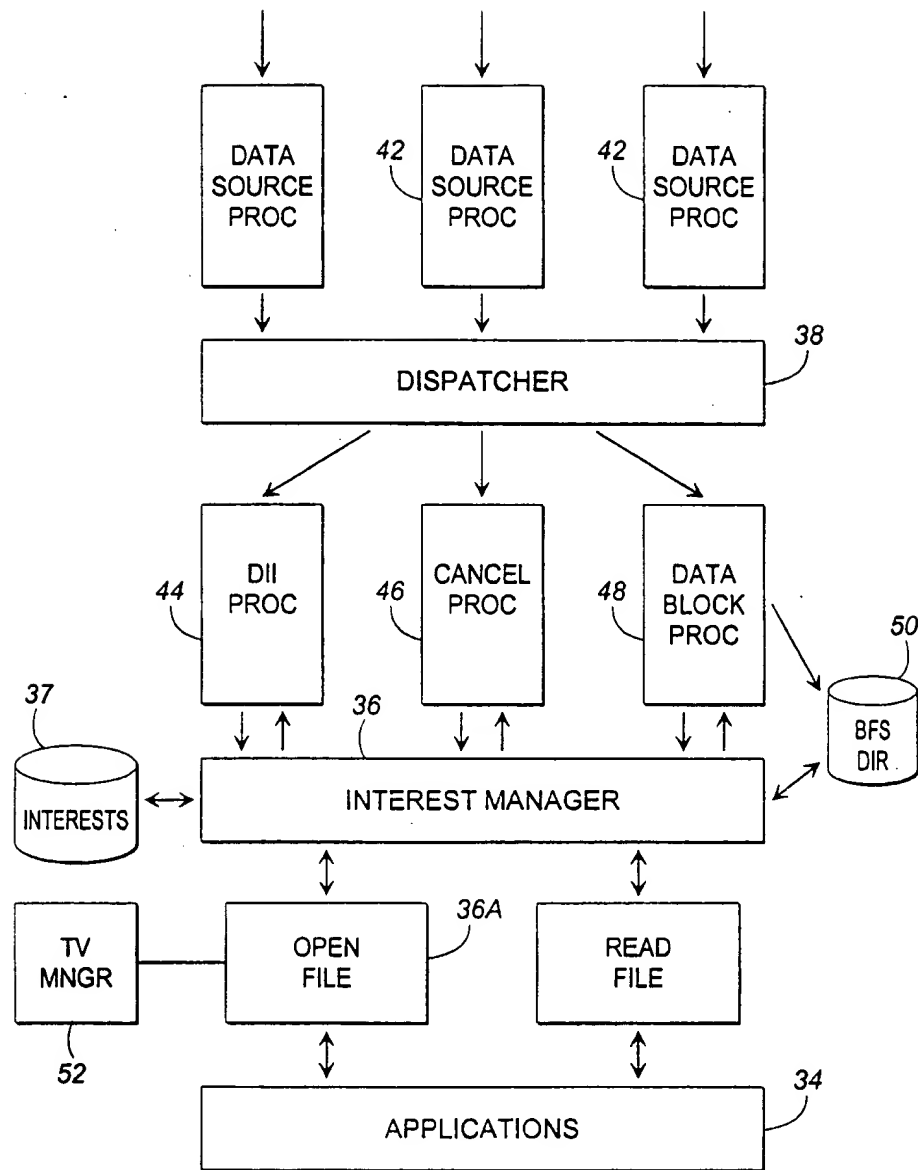 DATA
SOURCE
PROC
42
DATA
SOURCE
PROC
42
DATA
SOURCE
PROC
38
DISPATCHER
44
DII
PROC
46
CANCEL
PROC
48
DATA
BLOCK
PROC
50
BFS
DIR
37
INTERESTS
36
INTEREST MANAGER
TV
MNGR
52
36A
OPEN
FILE
READ
FILE
34
APPLICATIONS